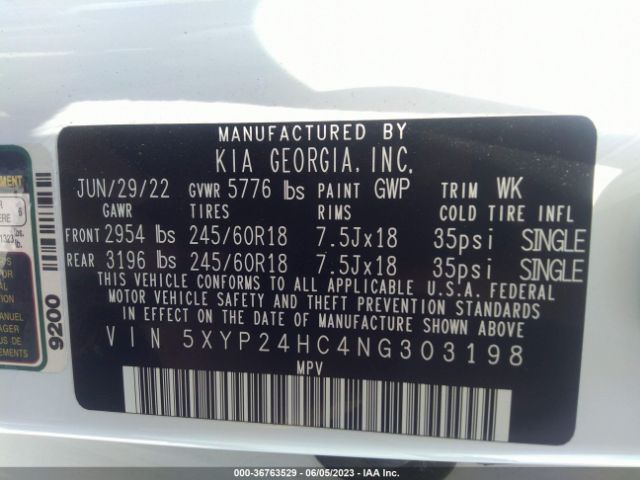 MANUFACTURED BY
KIA GEORGIA, INC.
JUN/29/22 GVWR 5776 lbs PAINT GWP TRIM WK
GAWR TIRES RIMS COLD TIRE INFL
FRONT 2954 lbs 245/60R18 7.5Jx18 35psi SINGLE
REAR 3196 lbs 245/60R18 7.5Jx18 35psi SINGLE
THIS VEHICLE CONFORMS TO ALL APPLICABLE U.S.A. FEDERAL
MOTOR VEHICLE SAFETY AND THEFT PREVENTION STANDARDS
IN EFFECT ON THE DATE OF MANUFACTURE SHOWN ABOVE.
VIN 5XYP24HC4NG303198
MPV
9200
000-36763529 - 06/05/2023 - IAAI.com